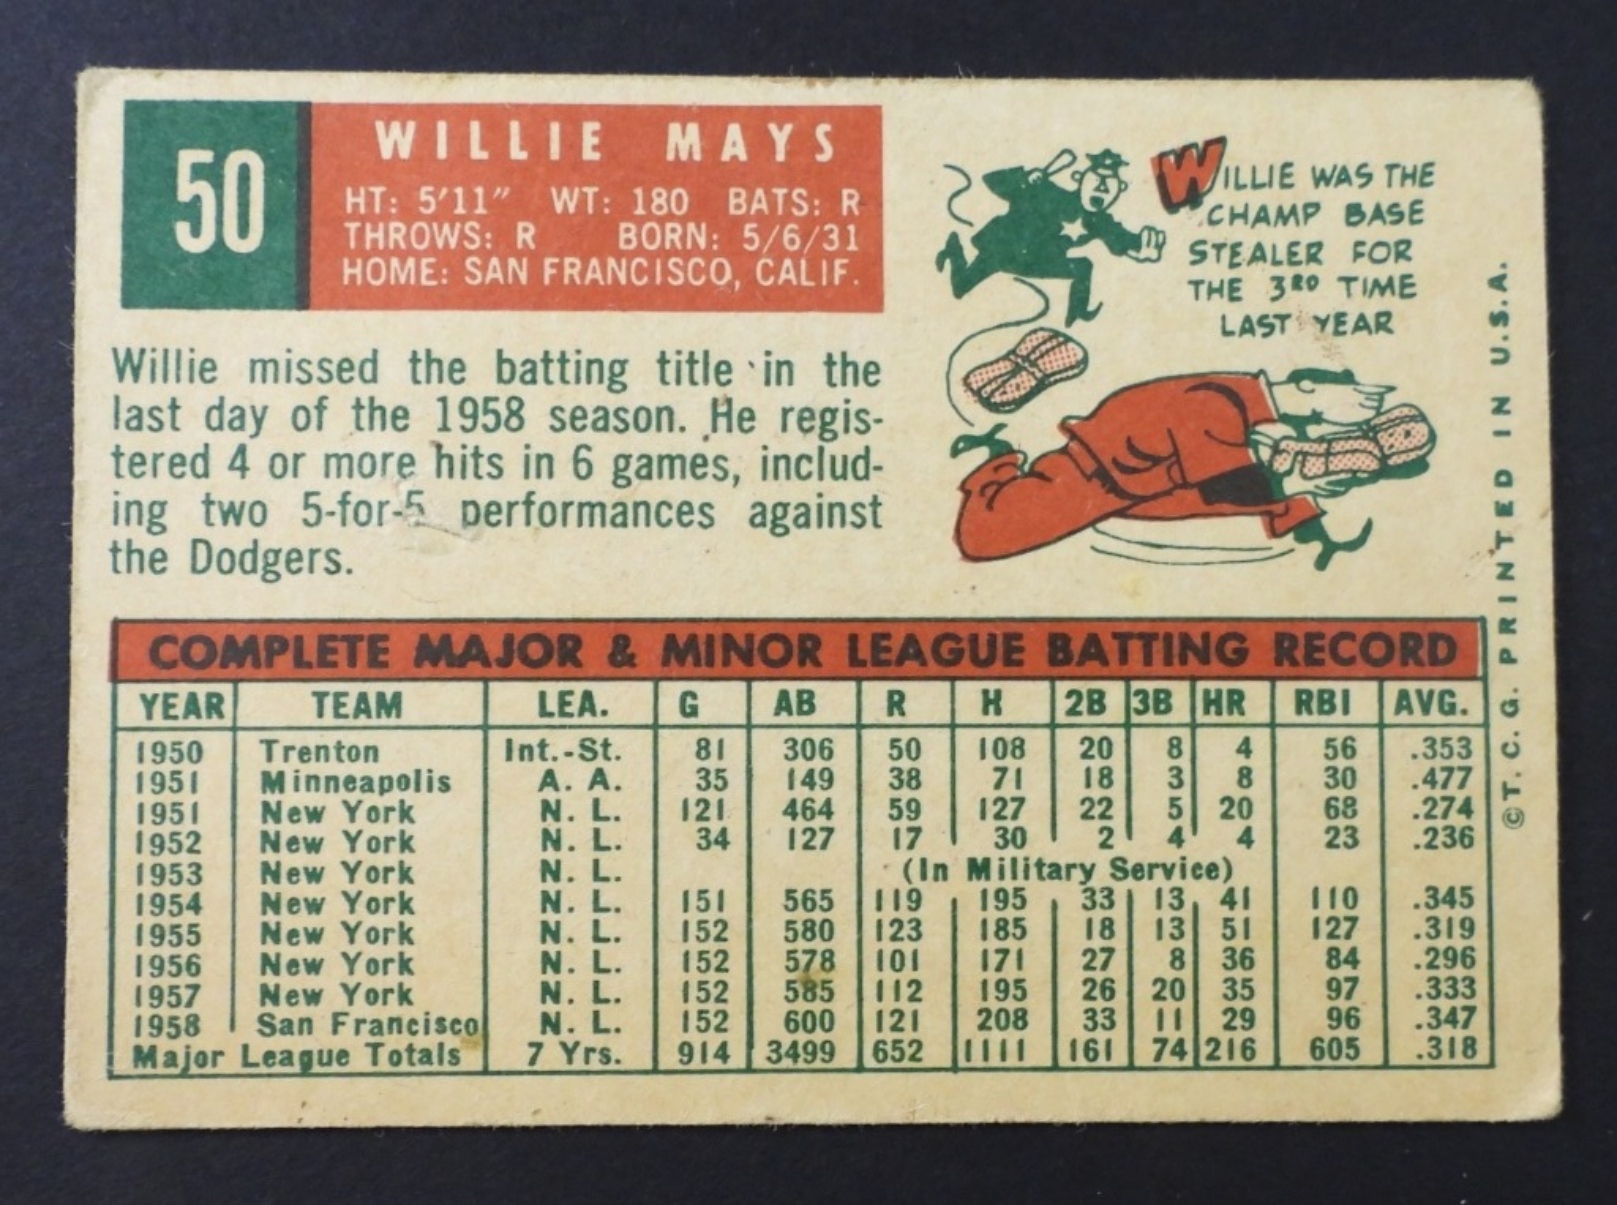 50
WILLIE MAYS
HT: 5'11" WT: 180 BATS: R
THROWS: R BORN: 5/6/31
HOME: SAN FRANCISCO, CALIF.
WILLIE WAS THE
CHAMP BASE
STEALER FOR
THE 3RD TIME
LAST YEAR
Willie missed the batting title in the
last day of the 1958 season. He regis-
tered 4 or more hits in 6 games, includ-
ing two 5-for-5 performances against
the Dodgers.
COMPLETE MAJOR & MINOR LEAGUE BATTING RECORD
YEAR TEAM LEA. G AB R H 2B 3B HR RBI AVG.
1950 Trenton Int.-St. 81 306 50 108 20 8 4 56 .353
1951 Minneapolis A. A. 35 149 38 71 18 3 8 30 .477
1951 New York N. L. 121 464 59 127 22 5 20 68 .274
1952 New York N. L. 34 127 17 30 2 4 4 23 .236
1953 New York N. L. (In Military Service)
1954 New York N. L. 151 565 119 195 33 13 41 110 .345
1955 New York N. L. 152 580 123 185 18 13 51 127 .319
1956 New York N. L. 152 578 101 171 27 8 36 84 .296
1957 New York N. L. 152 585 112 195 26 20 35 97 .333
1958 San Francisco N. L. 152 600 121 208 33 11 29 96 .347
Major League Totals 7 Yrs. 914 3499 652 1111 161 74 216 605 .318
©T. C. G. PRINTED IN U.S.A.